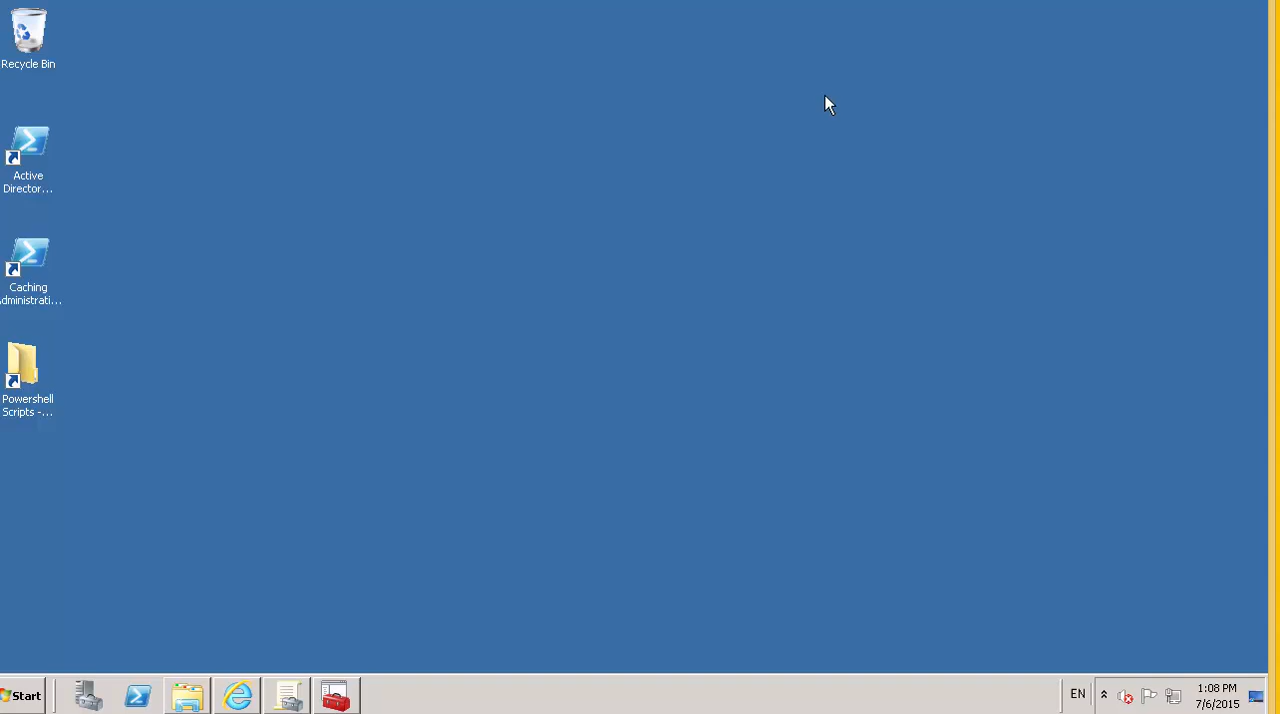 Recycle Bin
Active
Director...
Caching
dministrati...
Powershell
Scripts -...
Start
EN
1:08 PM
7/6/2015